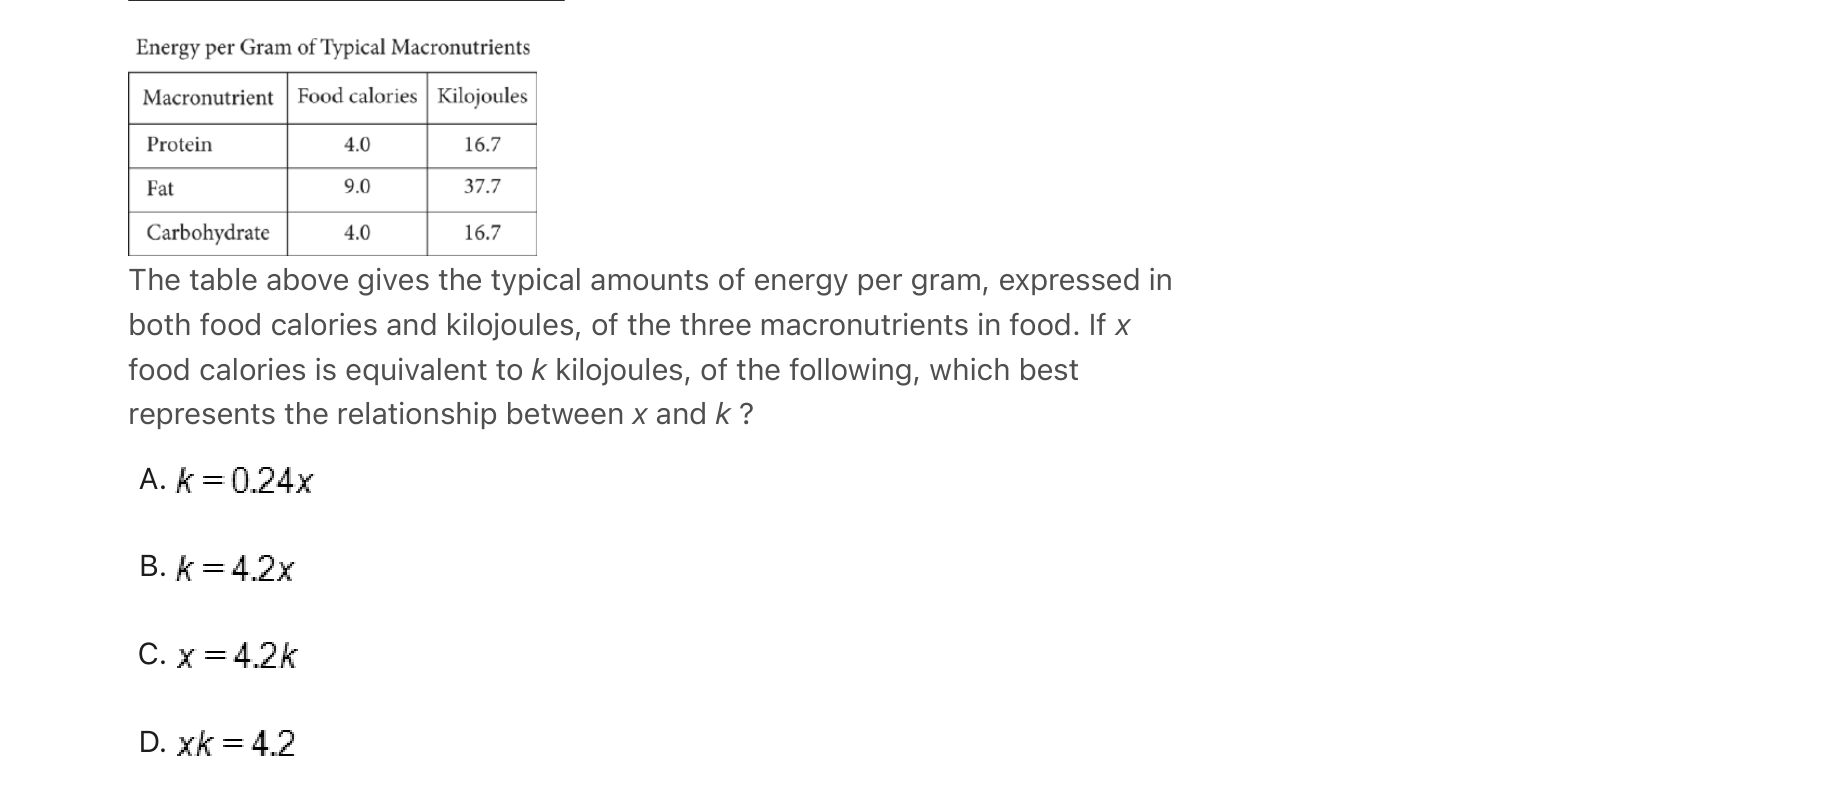 Energy per Gram of Typical Macronutrients
Macronutrient Food calories Kilojoules
Protein 4.0 16.7
Fat 9.0 37.7
Carbohydrate 4.0 16.7
The table above gives the typical amounts of energy per gram, expressed in
both food calories and kilojoules, of the three macronutrients in food. If x
food calories is equivalent to k kilojoules, of the following, which best
represents the relationship between x and k ?
A. k = 0.24x
B. k = 4.2x
C. x = 4.2k
D. xk = 4.2